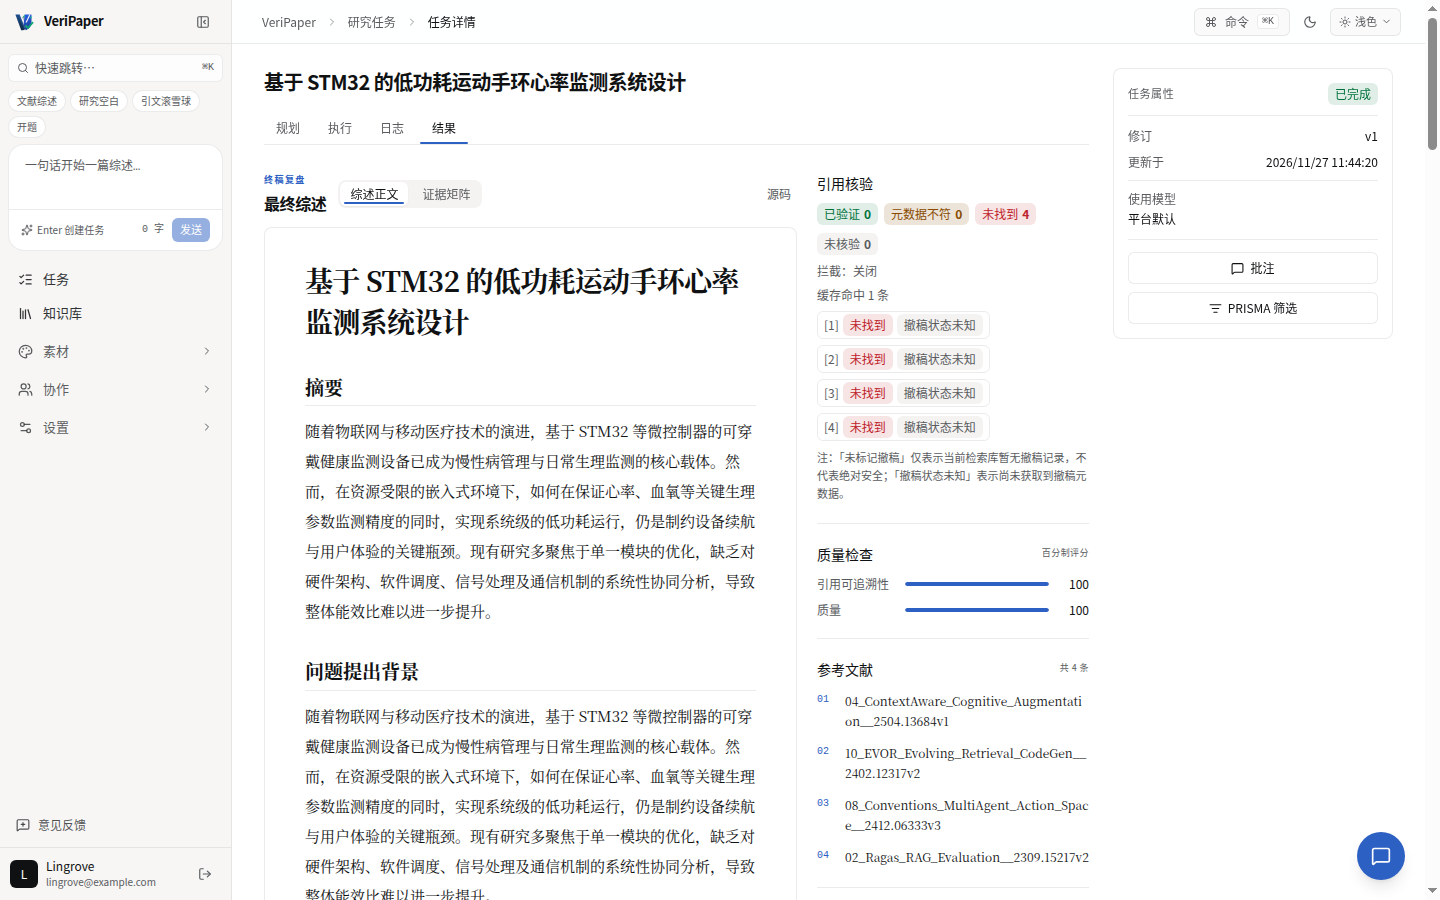 VeriPaper
快速跳转…
⌘K
文献综述
研究空白
引文滚雪球
开题
一句话开始一篇综述…
Enter 创建任务
0 字
发送
任务
知识库
素材
协作
设置
意见反馈
L
Lingrove
lingrove@example.com
VeriPaper
研究任务
任务详情
命令
⌘K
浅色
基于 STM32 的低功耗运动手环心率监测系统设计
规划
执行
日志
结果
终稿复盘
最终综述
综述正文
证据矩阵
源码
基于 STM32 的低功耗运动手环心率
监测系统设计
摘要
随着物联网与移动医疗技术的演进，基于 STM32 等微控制器的可穿
戴健康监测设备已成为慢性病管理与日常生理监测的核心载体。然
而，在资源受限的嵌入式环境下，如何在保证心率、血氧等关键生理
参数监测精度的同时，实现系统级的低功耗运行，仍是制约设备续航
与用户体验的关键瓶颈。现有研究多聚焦于单一模块的优化，缺乏对
硬件架构、软件调度、信号处理及通信机制的系统性协同分析，导致
整体能效比难以进一步提升。
问题提出背景
随着物联网与移动医疗技术的演进，基于 STM32 等微控制器的可穿
戴健康监测设备已成为慢性病管理与日常生理监测的核心载体。然
而，在资源受限的嵌入式环境下，如何在保证心率、血氧等关键生理
参数监测精度的同时，实现系统级的低功耗运行，仍是制约设备续航
与用户体验的关键瓶颈。现有研究多聚焦于单一模块的优化，缺乏对
硬件架构、软件调度、信号处理及通信机制的系统性协同分析，导致
整体能效比难以进一步提升。
引用核验
已验证 0
元数据不符 0
未找到 4
未核验 0
拦截：关闭
缓存命中 1 条
[1] 未找到 撤稿状态未知
[2] 未找到 撤稿状态未知
[3] 未找到 撤稿状态未知
[4] 未找到 撤稿状态未知
注：「未标记撤稿」仅表示当前检索库暂无撤稿记录，不
代表绝对安全；「撤稿状态未知」表示尚未获取到撤稿元
数据。
质量检查
百分制评分
引用可追溯性
100
质量
100
参考文献
共 4 条
01
04_ContextAware_Cognitive_Augmentati
on__2504.13684v1
02
10_EVOR_Evolving_Retrieval_CodeGen__
2402.12317v2
03
08_Conventions_MultiAgent_Action_Spac
e__2412.06333v3
04
02_Ragas_RAG_Evaluation__2309.15217v2
任务属性
已完成
修订
v1
更新于
2026/11/27 11:44:20
使用模型
平台默认
批注
PRISMA 筛选